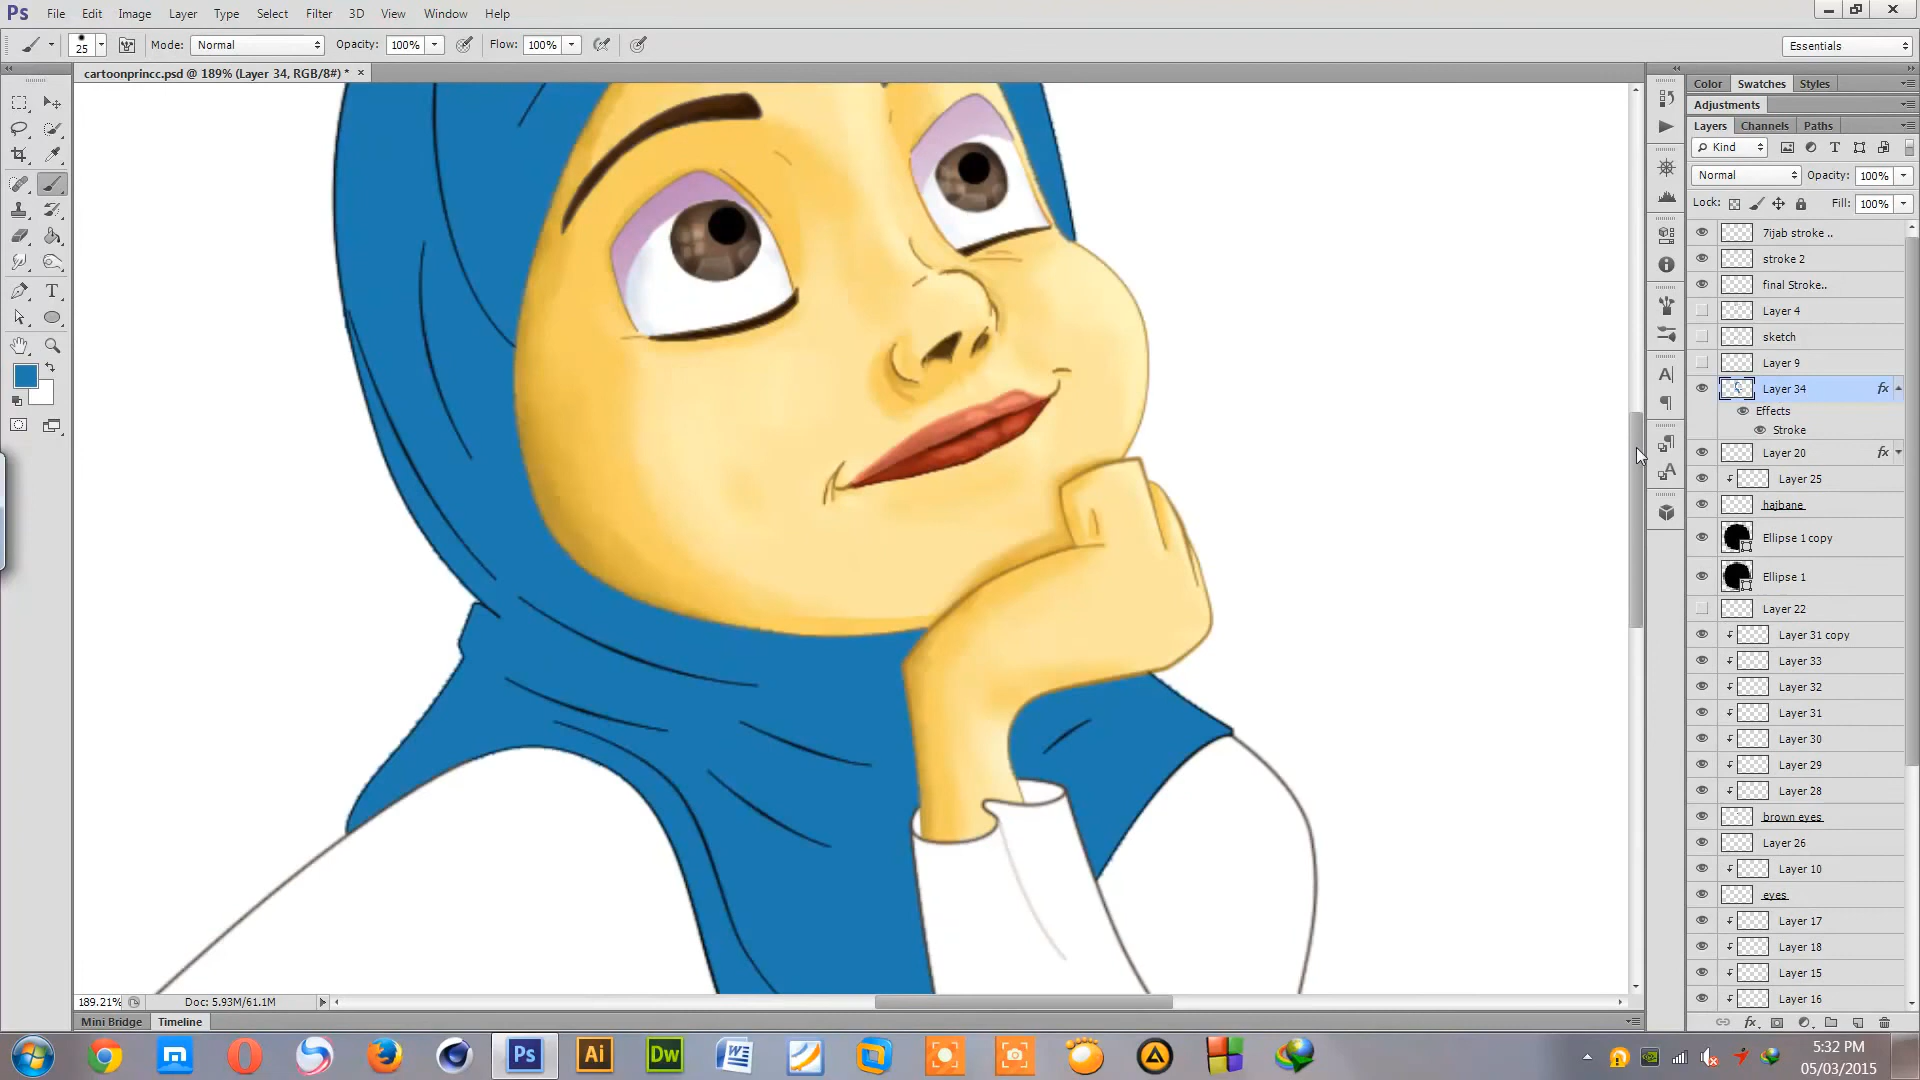 Ps File Edit Image Layer Type Select Filter 3D View Window Help
25 Mode: Normal Opacity: 100% Flow: 100% Essentials
cartoonprincc.psd @ 189% (Layer 34, RGB/8#) * ×
Color Swatches Styles
Adjustments
Layers Channels Paths
Kind
Normal Opacity: 100%
Lock: Fill: 100%
7ijab stroke ..
stroke 2
final Stroke..
Layer 4
sketch
Layer 9
Layer 34 fx
Effects
Stroke
Layer 20 fx
Layer 25
hajbane
Ellipse 1 copy
Ellipse 1
Layer 22
Layer 31 copy
Layer 33
Layer 32
Layer 31
Layer 30
Layer 29
Layer 28
brown eyes
Layer 26
Layer 10
eyes
Layer 17
Layer 18
Layer 15
Layer 16
189.21% Doc: 5.93M/61.1M
Mini Bridge Timeline
Ps Ai Dw
5:32 PM
05/03/2015